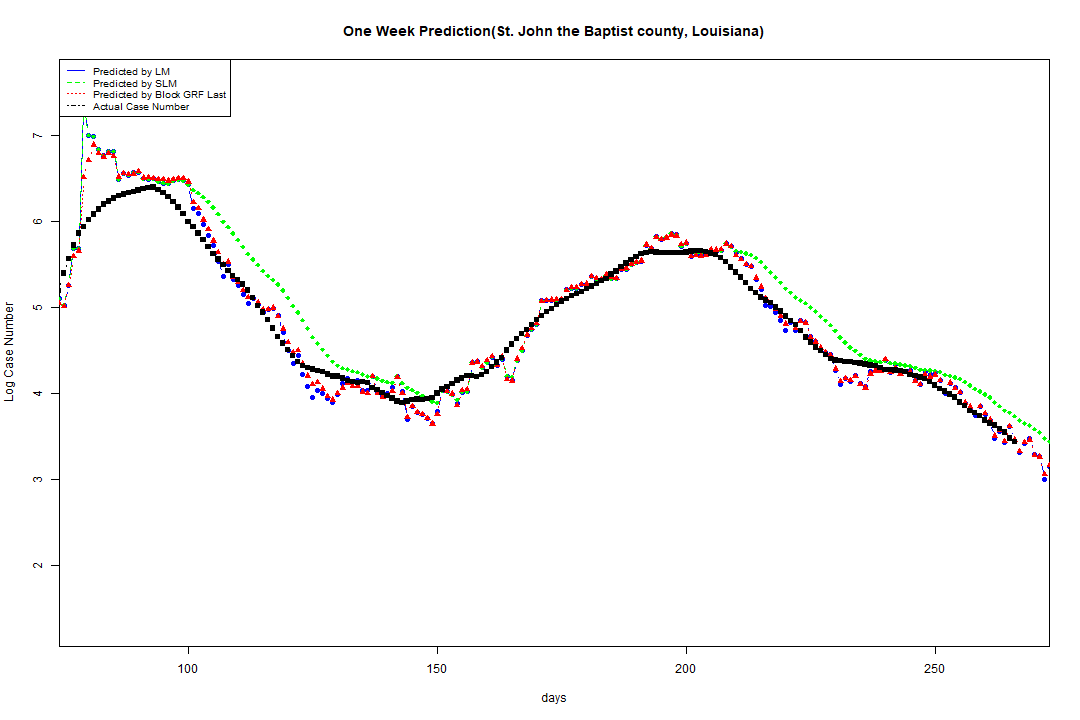 One Week Prediction(St. John the Baptist county, Louisiana)
Predicted by LM
Predicted by SLM
Predicted by Block GRF Last
Actual Case Number
7
6
5
4
3
2
Log Case Number
100
150
200
250
days